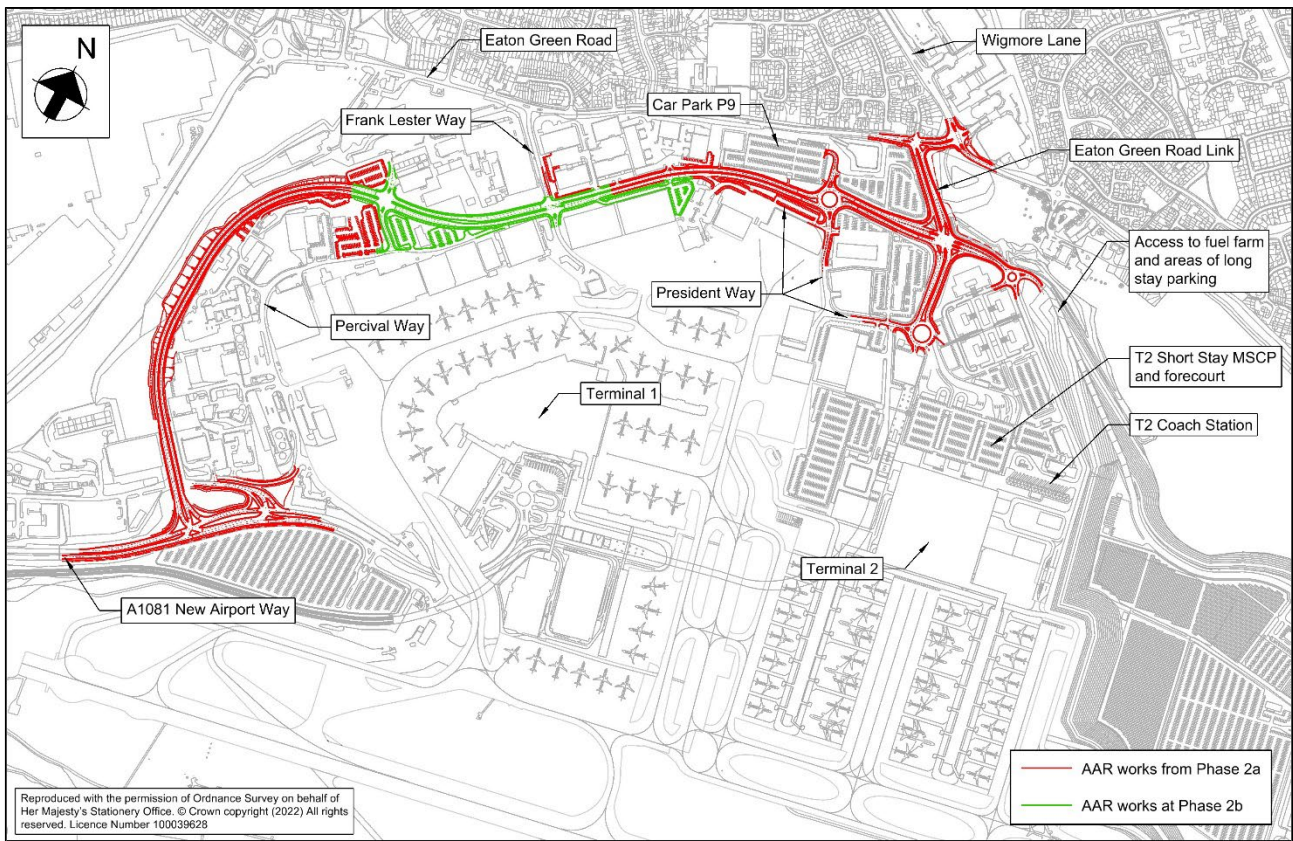 N
Eaton Green Road
Wigmore Lane
Car Park P9
Frank Lester Way
Eaton Green Road Link
Access to fuel farm
and areas of long
stay parking
President Way
Percival Way
T2 Short Stay MSCP
and forecourt
Terminal 1
T2 Coach Station
Terminal 2
A1081 New Airport Way
AAR works from Phase 2a
AAR works at Phase 2b
Reproduced with the permission of Ordnance Survey on behalf of
Her Majesty's Stationery Office. © Crown copyright (2022) All rights
reserved. Licence Number 100039628